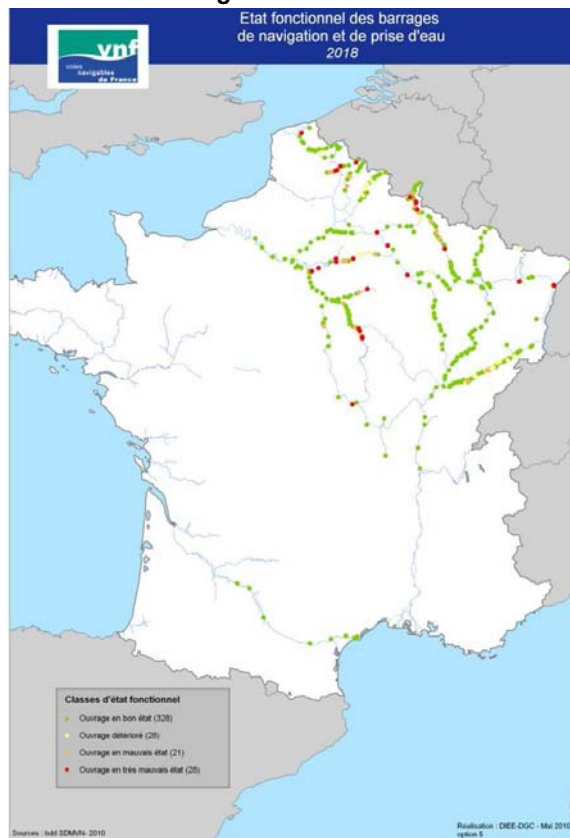 Etat fonctionnel des barrages
de navigation et de prise d'eau
2018
vnf
voies
navigables
de France
Classes d'état fonctionnel
Ouvrage en bon état (328)
Ouvrage détérioré (28)
Ouvrage en mauvais état (21)
Ouvrage en très mauvais état (28)
Sources : bdd SDMVN- 2010
Réalisation : DIEE-DGC - Mai 2010
option 5